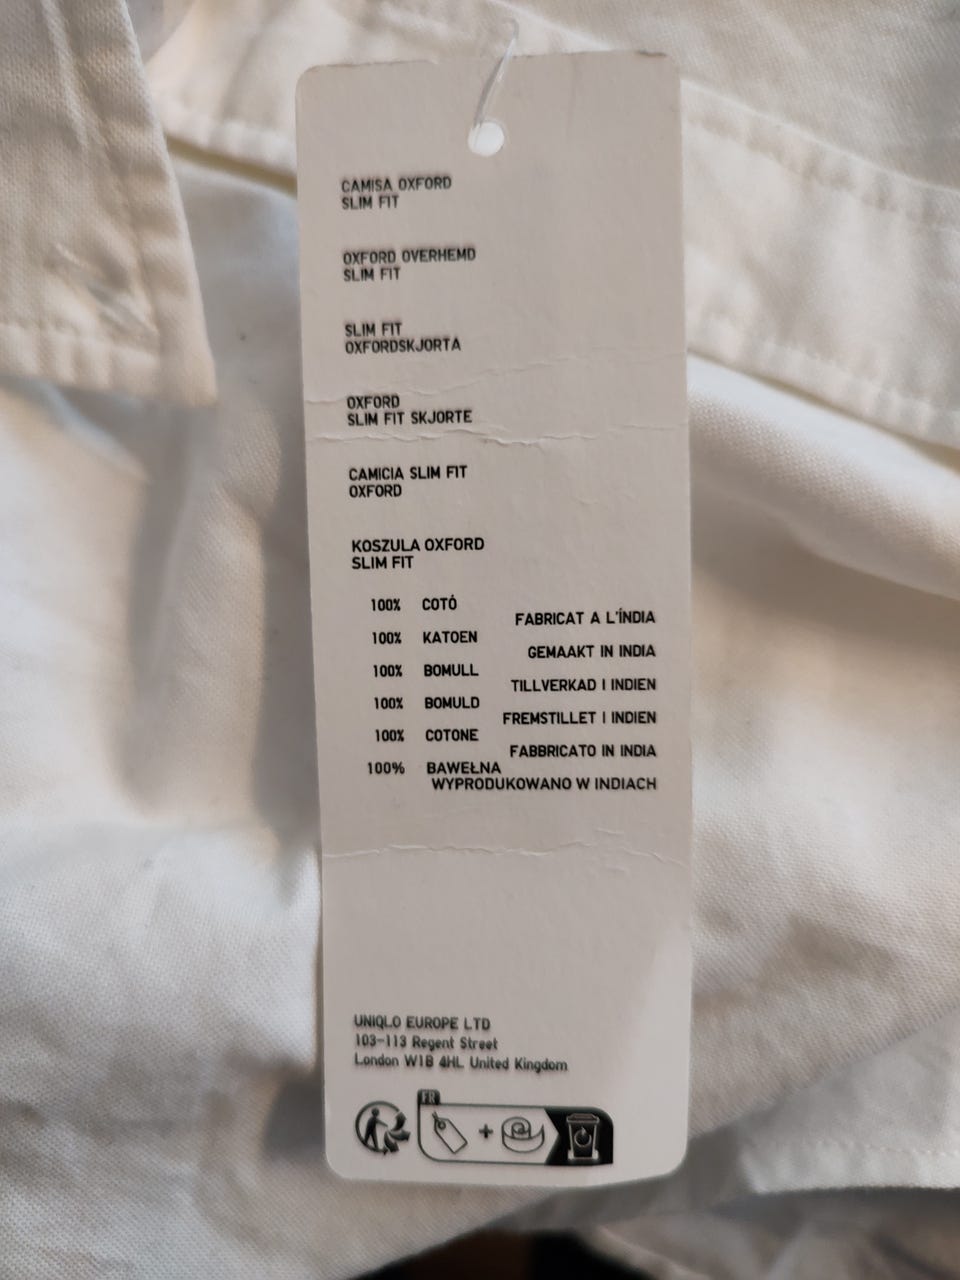 CAMISA OXFORD
SLIM FIT
OXFORD OVERHEMD
SLIM FIT
SLIM FIT
OXFORDSKJORTA
OXFORD
SLIM FIT SKJORTE
CAMICIA SLIM FIT
OXFORD
KOSZULA OXFORD
SLIM FIT
100% COTÓ
FABRICAT A L'ÍNDIA
100% KATOEN
GEMAAKT IN INDIA
100% BOMULL
TILLVERKAD I INDIEN
100% BOMULD
FREMSTILLET I INDIEN
100% COTONE
FABBRICATO IN INDIA
100% BAWEŁNA
WYPRODUKOWANO W INDIACH
UNIQLO EUROPE LTD
103-113 Regent Street
London W1B 4HL United Kingdom
FR